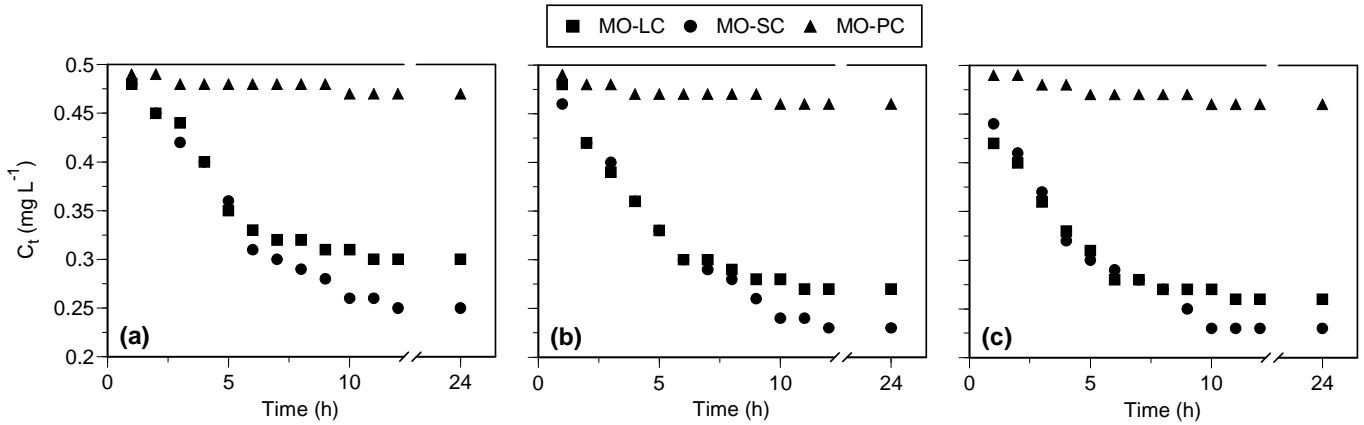 MO-LC MO-SC MO-PC
0.5
0.45
0.4
0.35
0.3
0.25
0.2
Cₜ (mg L⁻¹)
(a) (b) (c)
0 5 10 24 0 5 10 24 0 5 10 24
Time (h) Time (h) Time (h)